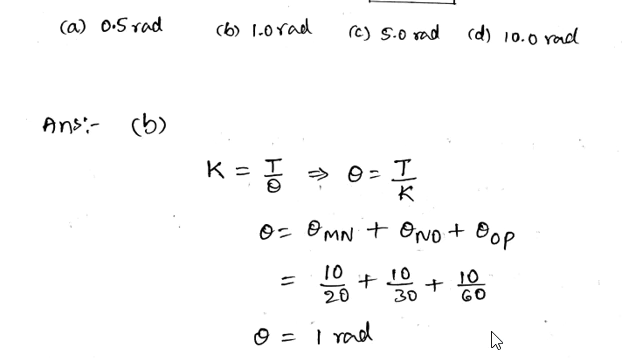 (a) 0.5 rad (b) 1.0 rad (c) 5.0 rad (d) 10.0 rad
Ans:- (b)
K = T/θ ⇒ θ = T/K
θ = θMN + θNO + θOP
= 10/20 + 10/30 + 10/60
θ = 1 rad